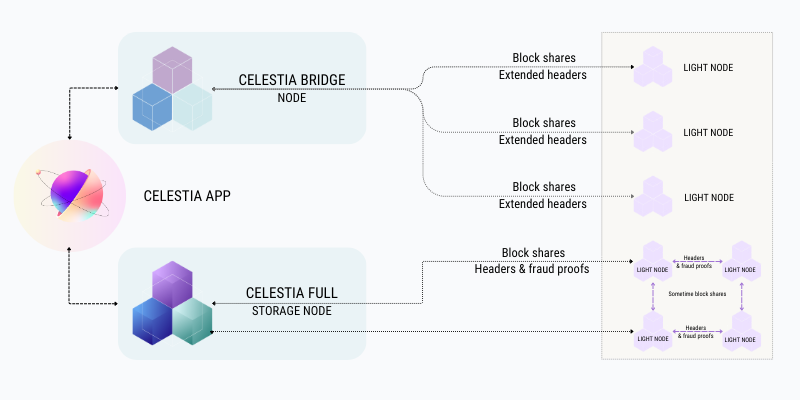 CELESTIA BRIDGE
NODE
Block shares
Extended headers
LIGHT NODE
Block shares
Extended headers
LIGHT NODE
Block shares
Extended headers
LIGHT NODE
CELESTIA APP
CELESTIA FULL
STORAGE NODE
Block shares
Headers & fraud proofs
Headers
& fraud proofs
LIGHT NODE
LIGHT NODE
Sometime block shares
Headers
& fraud proofs
LIGHT NODE
LIGHT NODE